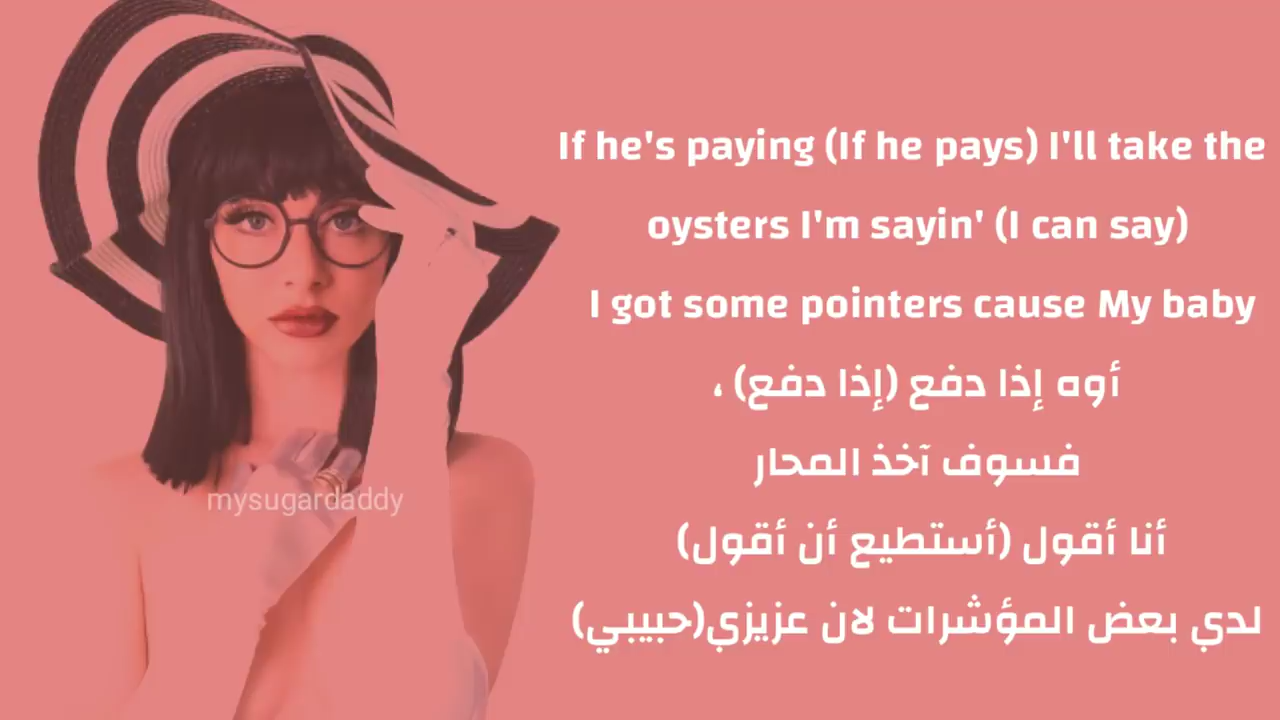 If he's paying (If he pays) I'll take the
oysters I'm sayin' (I can say)
I got some pointers cause My baby
أوه إذا دفع (إذا دفع) ،
فسوف آخذ المحار
أنا أقول (أستطيع أن أقول)
لدي بعض المؤشرات لان عزيزي(حبيبي)
mysugardaddy